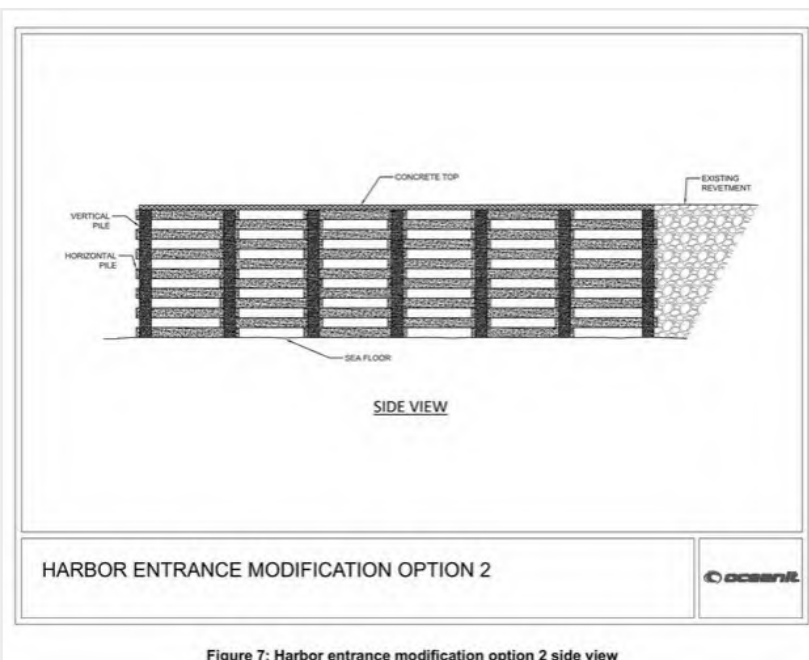 CONCRETE TOP
EXISTING
REVETMENT
VERTICAL
PILE
HORIZONTAL
PILE
SEA FLOOR
SIDE VIEW
HARBOR ENTRANCE MODIFICATION OPTION 2
oceanit.
Figure 7: Harbor entrance modification option 2 side view